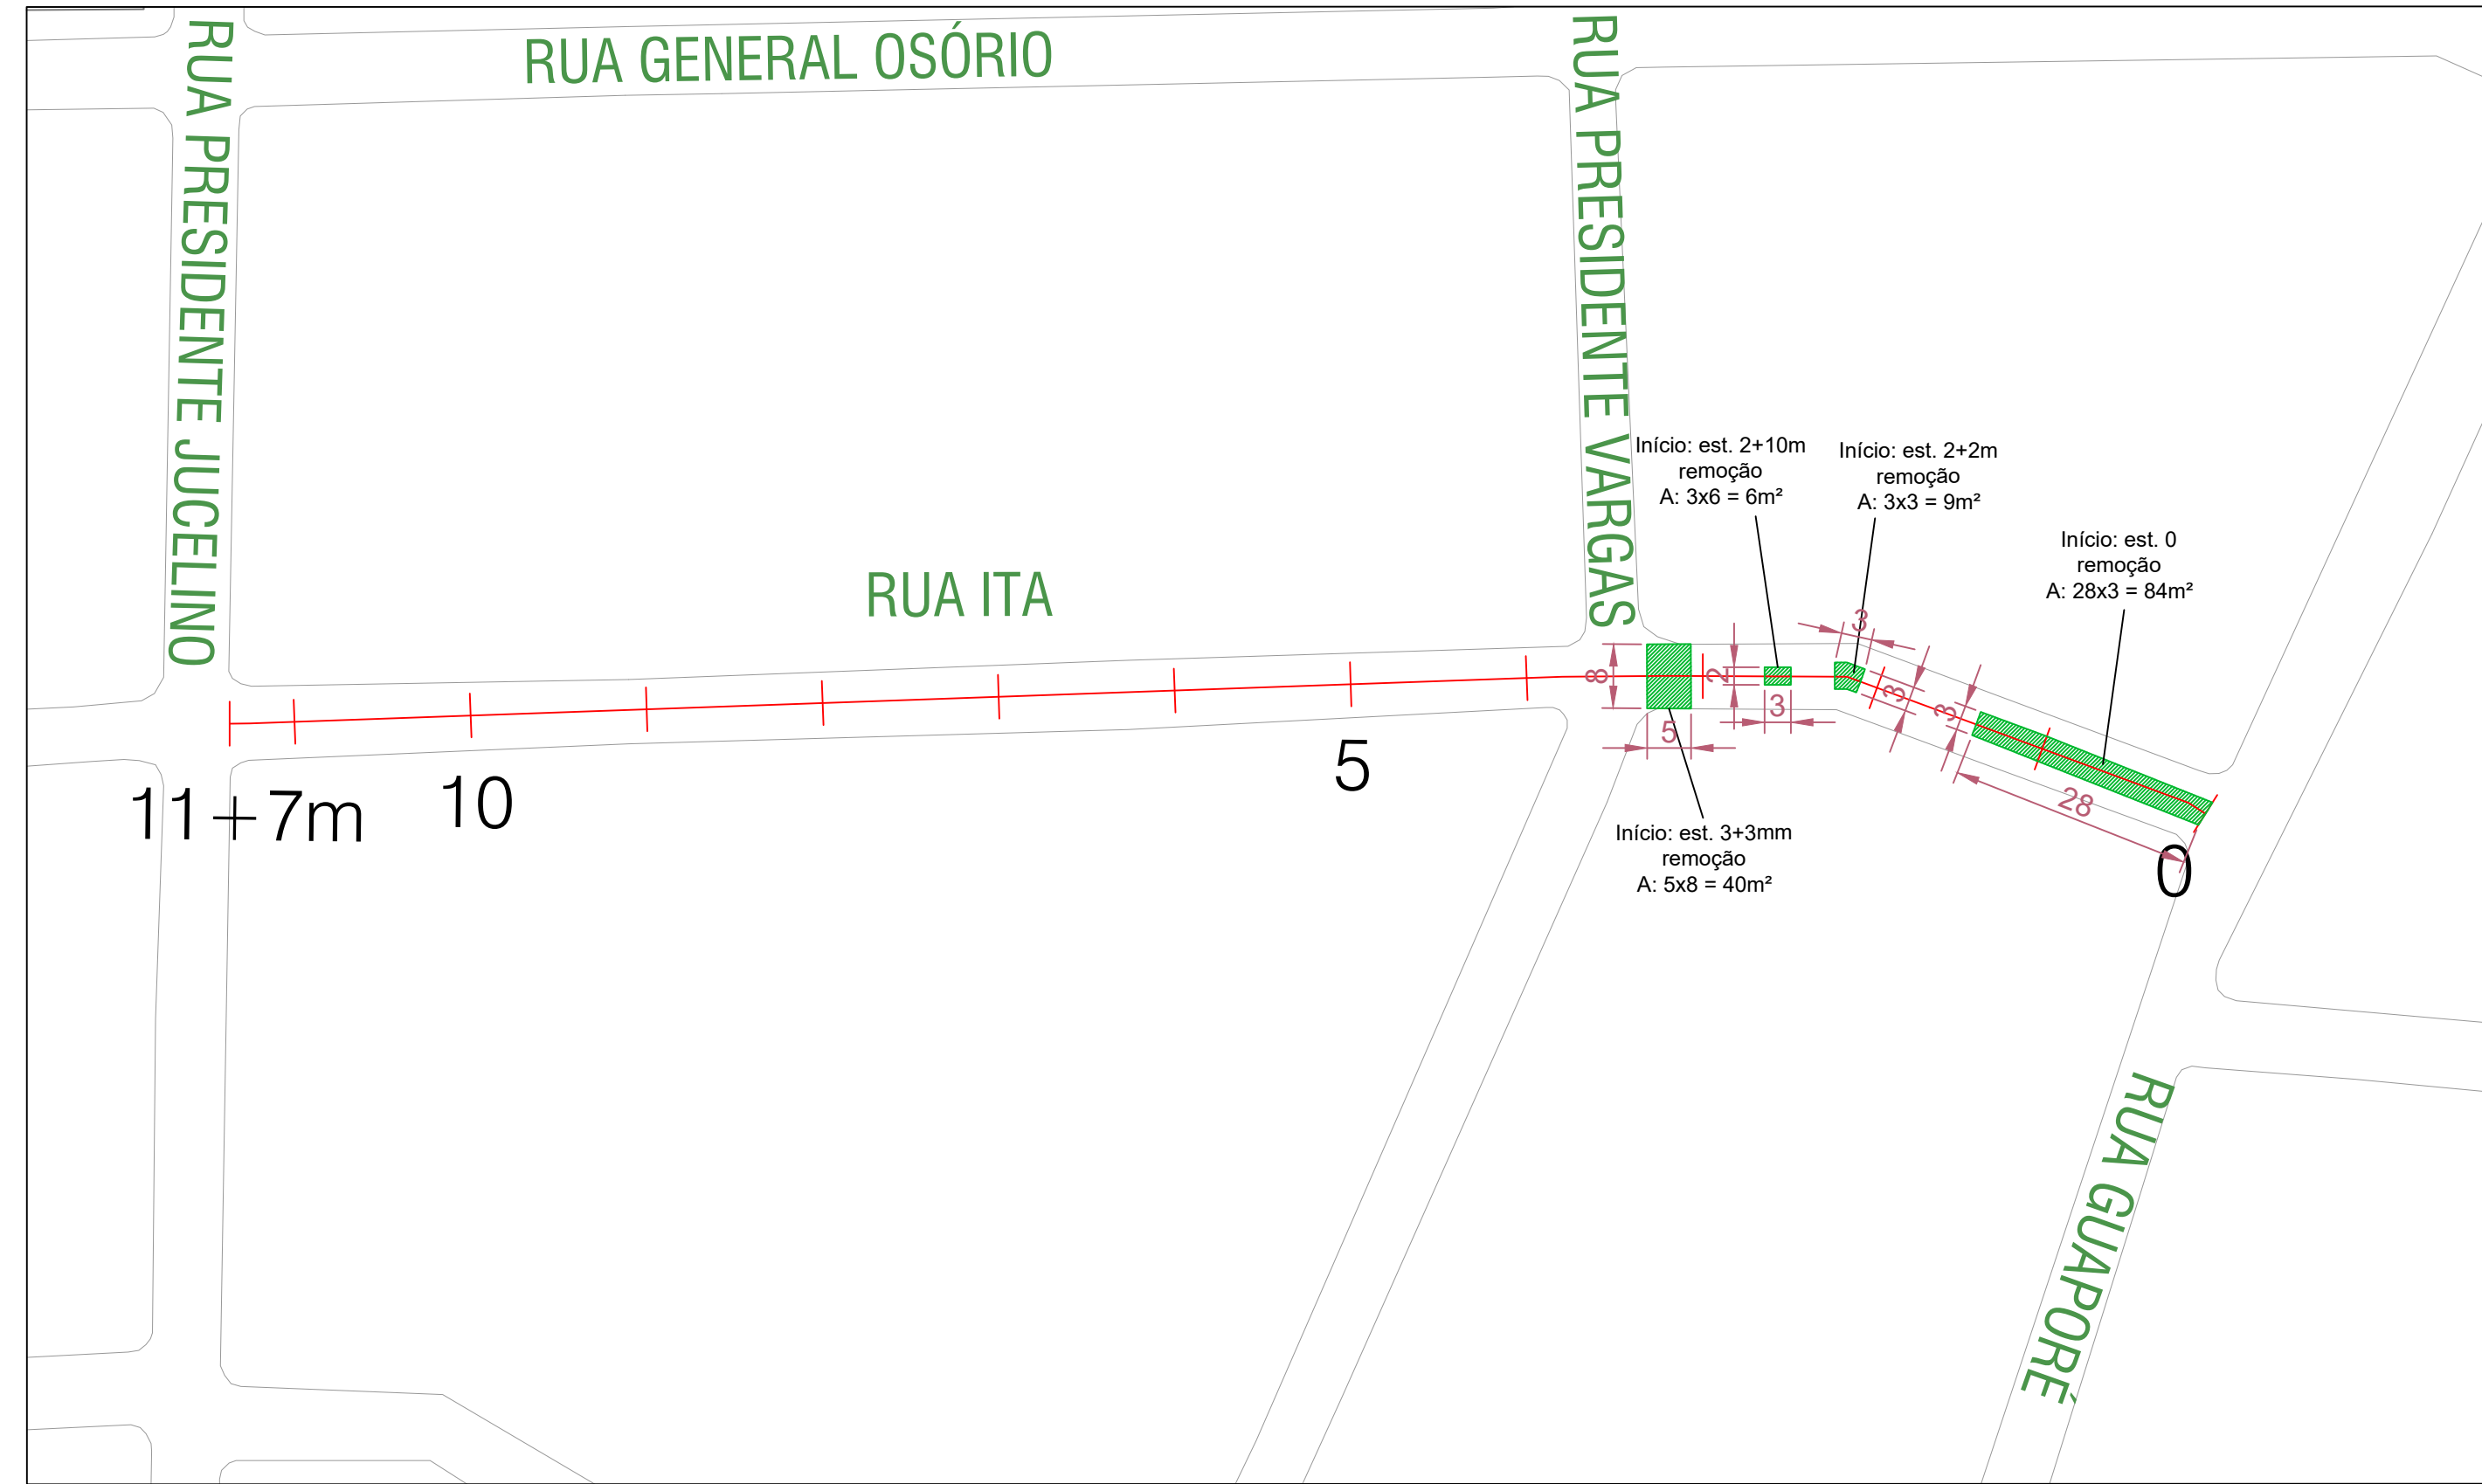 RUA GENERAL OSÓRIO
RUA PRESIDENTE JUCELINO
RUA PRESIDENTE VARGAS
Início: est. 2+10m
remoção
A: 3x6 = 6m²
Início: est. 2+2m
remoção
A: 3x3 = 9m²
Início: est. 0
remoção
A: 28x3 = 84m²
RUA ITA
3
8
2
3
3
3
5
28
5
10
11+7m
0
Início: est. 3+3mm
remoção
A: 5x8 = 40m²
RUA GUAPORÉ